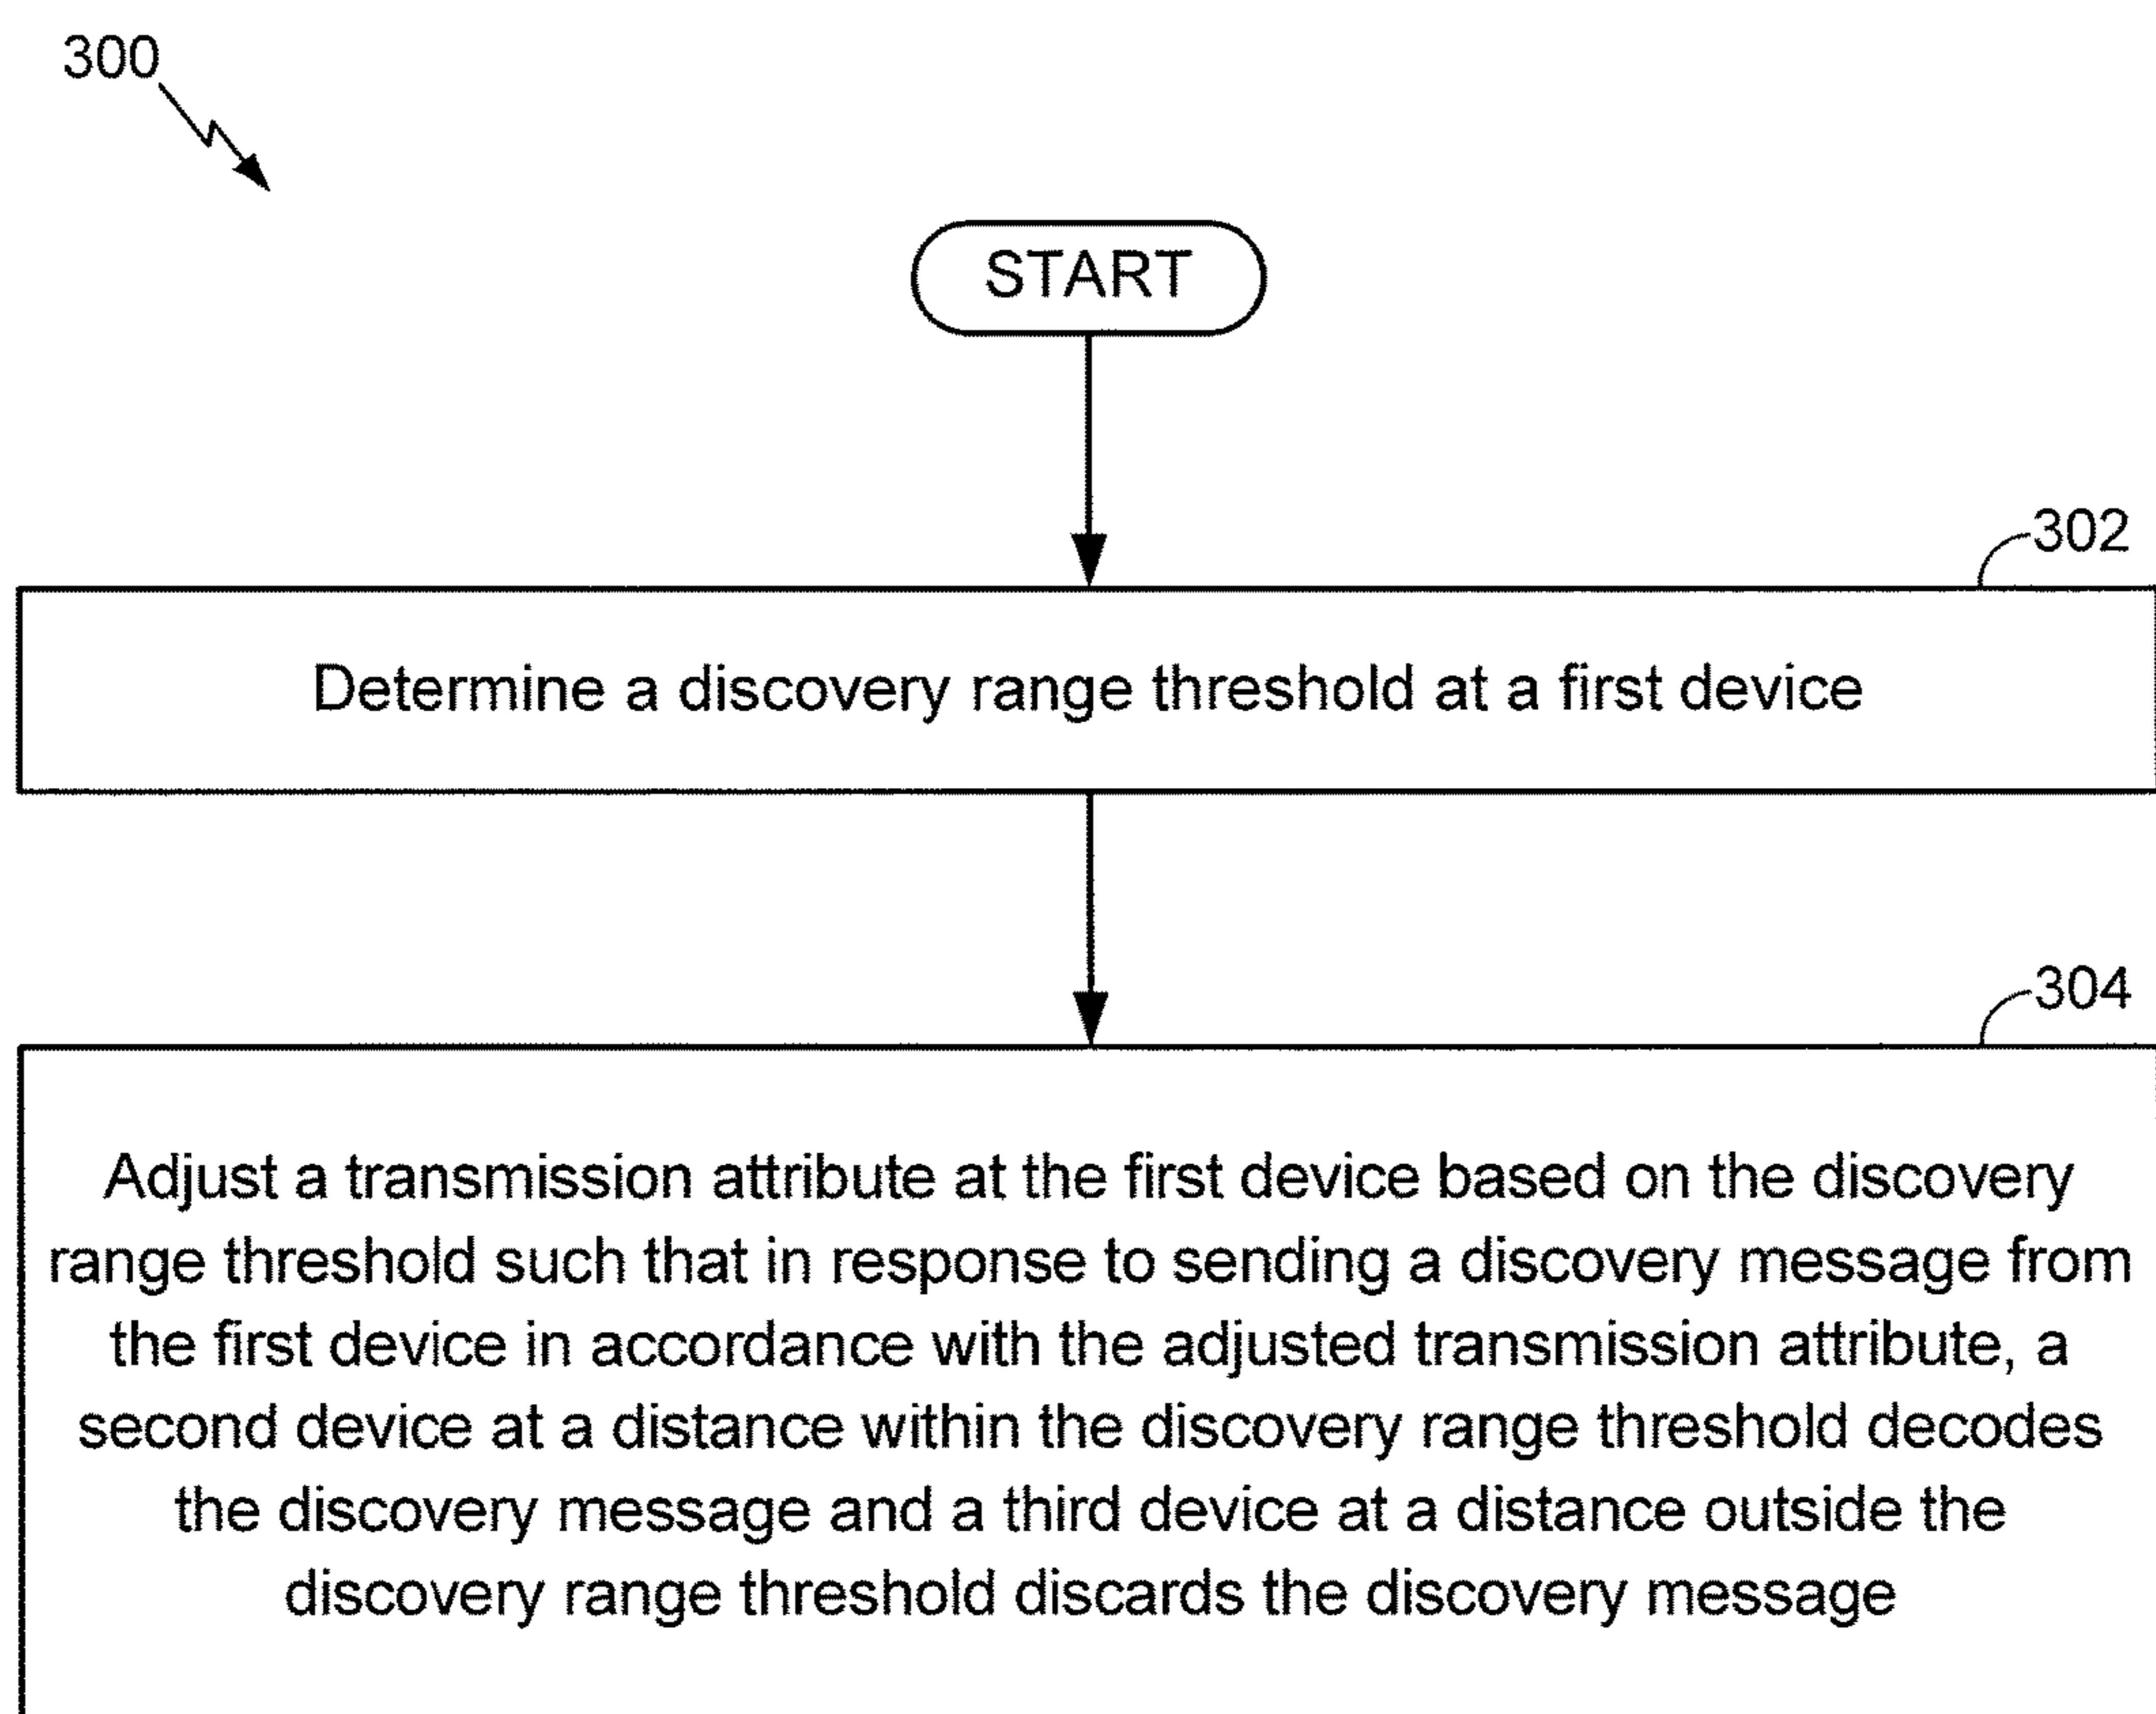 300
START
302
Determine a discovery range threshold at a first device
304
Adjust a transmission attribute at the first device based on the discovery
range threshold such that in response to sending a discovery message from
the first device in accordance with the adjusted transmission attribute, a
second device at a distance within the discovery range threshold decodes
the discovery message and a third device at a distance outside the
discovery range threshold discards the discovery message